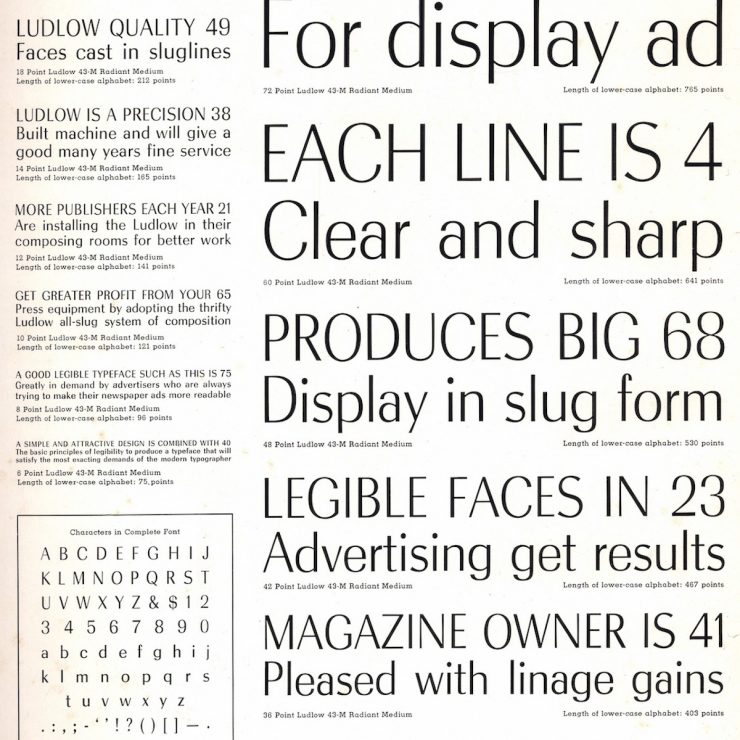 LUDLOW QUALITY 49
Faces cast in sluglines
18 Point Ludlow 43-M Radiant Medium
Length of lower-case alphabet: 212 points
LUDLOW IS A PRECISION 38
Built machine and will give a
good many years fine service
14 Point Ludlow 43-M Radiant Medium
Length of lower-case alphabet: 165 points
MORE PUBLISHERS EACH YEAR 21
Are installing the Ludlow in their
composing rooms for better work
12 Point Ludlow 43-M Radiant Medium
Length of lower-case alphabet: 141 points
GET GREATER PROFIT FROM YOUR 65
Press equipment by adopting the thrifty
Ludlow all-slug system of composition
10 Point Ludlow 43-M Radiant Medium
Length of lower-case alphabet: 121 points
A GOOD LEGIBLE TYPEFACE SUCH AS THIS IS 75
Greatly in demand by advertisers who are always
trying to make their newspaper ads more readable
8 Point Ludlow 43-M Radiant Medium
Length of lower-case alphabet: 96 points
A SIMPLE AND ATTRACTIVE DESIGN IS COMBINED WITH 40
The basic principles of legibility to produce a typeface that will
satisfy the most exacting demands of the modern typographer
6 Point Ludlow 43-M Radiant Medium
Length of lower-case alphabet: 75 points
Characters in Complete Font
A B C D E F G H I J
K L M N O P Q R S T
U V W X Y Z & $ 1 2
3 4 5 6 7 8 9 0
a b c d e f g h i j
k l m n o p q r s
t u v w x y z
. : , ; - ‘ ’ ! ? ( ) [ ] — .
For display ad
72 Point Ludlow 43-M Radiant Medium Length of lower-case alphabet: 765 points
EACH LINE IS 4
Clear and sharp
60 Point Ludlow 43-M Radiant Medium Length of lower-case alphabet: 641 points
PRODUCES BIG 68
Display in slug form
48 Point Ludlow 43-M Radiant Medium Length of lower-case alphabet: 530 points
LEGIBLE FACES IN 23
Advertising get results
42 Point Ludlow 43-M Radiant Medium Length of lower-case alphabet: 467 points
MAGAZINE OWNER IS 41
Pleased with linage gains
36 Point Ludlow 43-M Radiant Medium Length of lower-case alphabet: 403 points